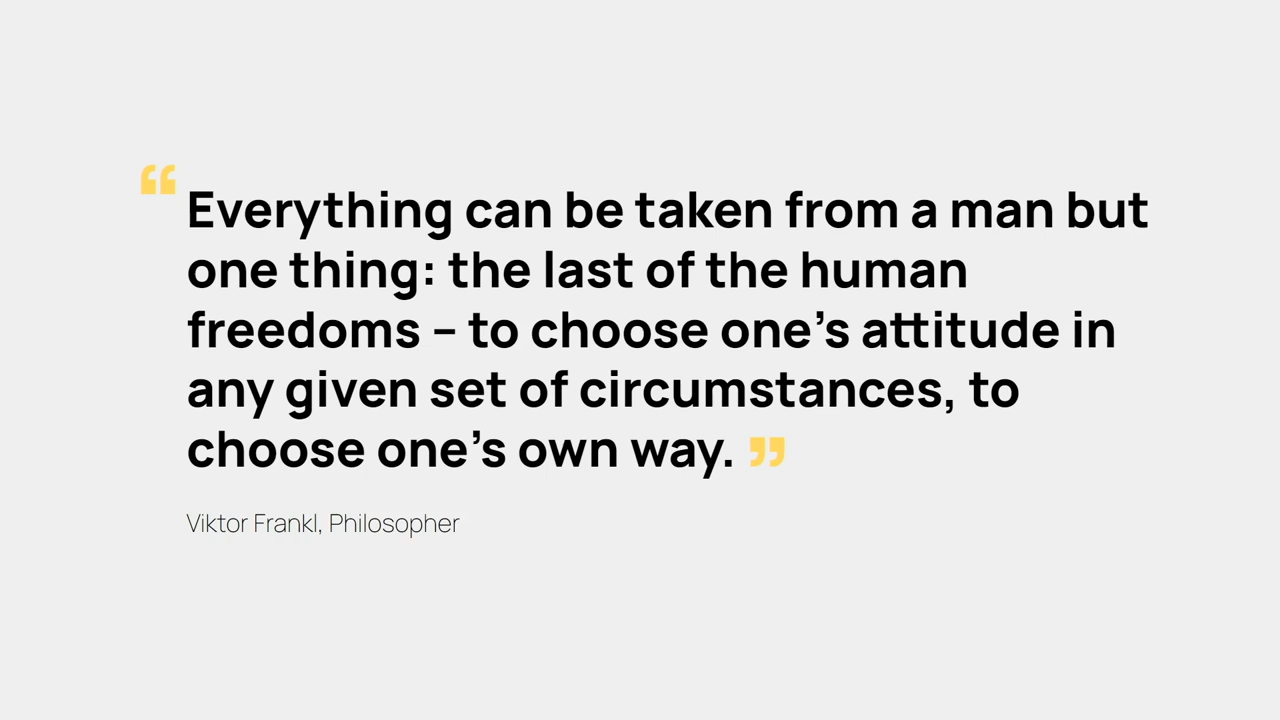 “Everything can be taken from a man but
one thing: the last of the human
freedoms – to choose one’s attitude in
any given set of circumstances, to
choose one’s own way.”
Viktor Frankl, Philosopher